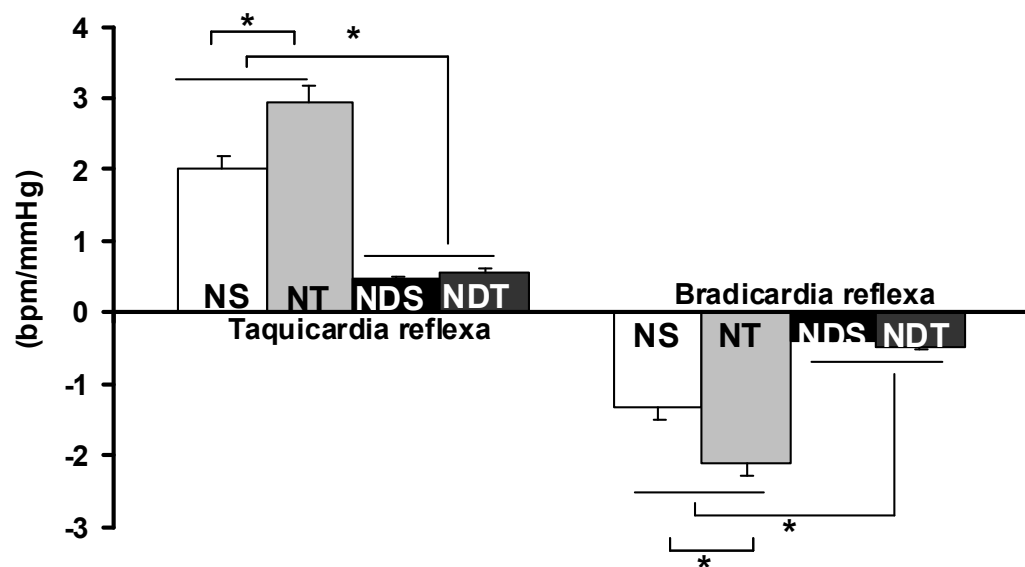 * *
4
3
2
1
0
-1
-2
-3
(bpm/mmHg)
NS NT NDS NDT
Taquicardia reflexa
Bradicardia reflexa
NS NT NDS NDT
*
*